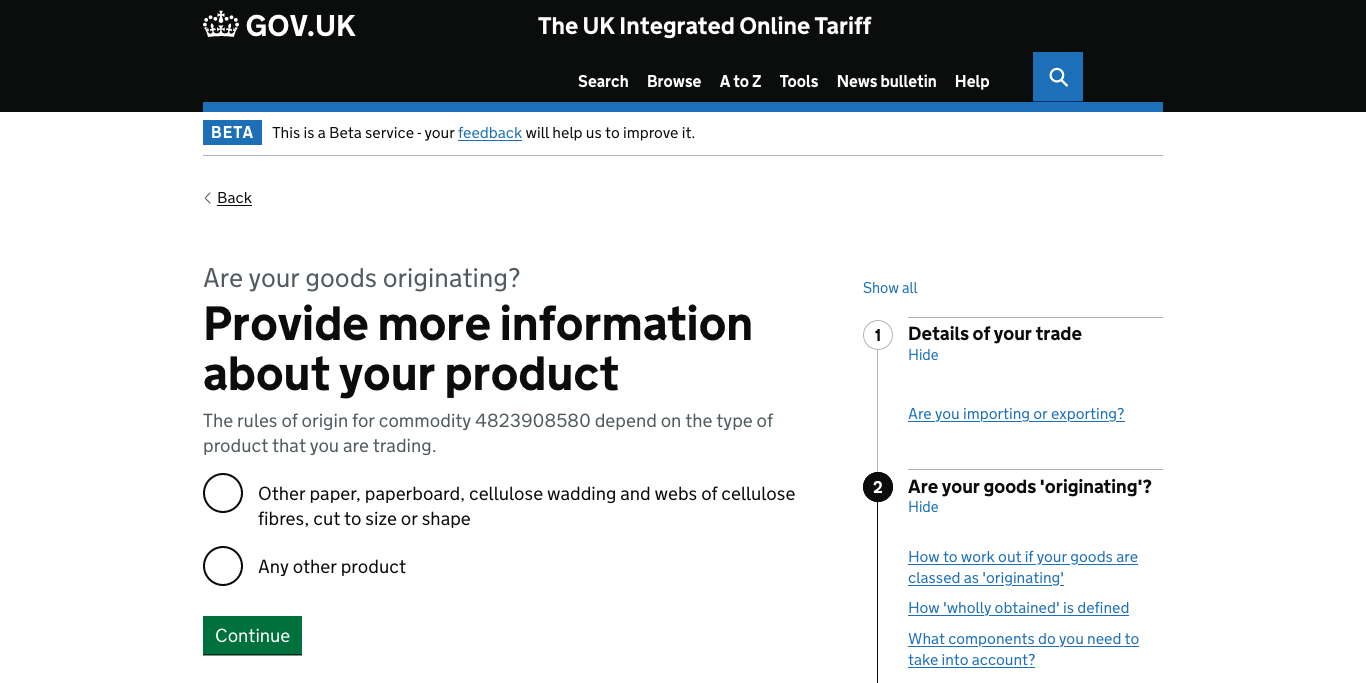 GOV.UK
The UK Integrated Online Tariff
Search Browse A to Z Tools News bulletin Help
BETA This is a Beta service - your feedback will help us to improve it.
Back
Are your goods originating?
Provide more information
about your product
The rules of origin for commodity 4823908580 depend on the type of
product that you are trading.
Other paper, paperboard, cellulose wadding and webs of cellulose
fibres, cut to size or shape
Any other product
Continue
Show all
1 Details of your trade
Hide
Are you importing or exporting?
2 Are your goods 'originating'?
Hide
How to work out if your goods are
classed as 'originating'
How 'wholly obtained' is defined
What components do you need to
take into account?